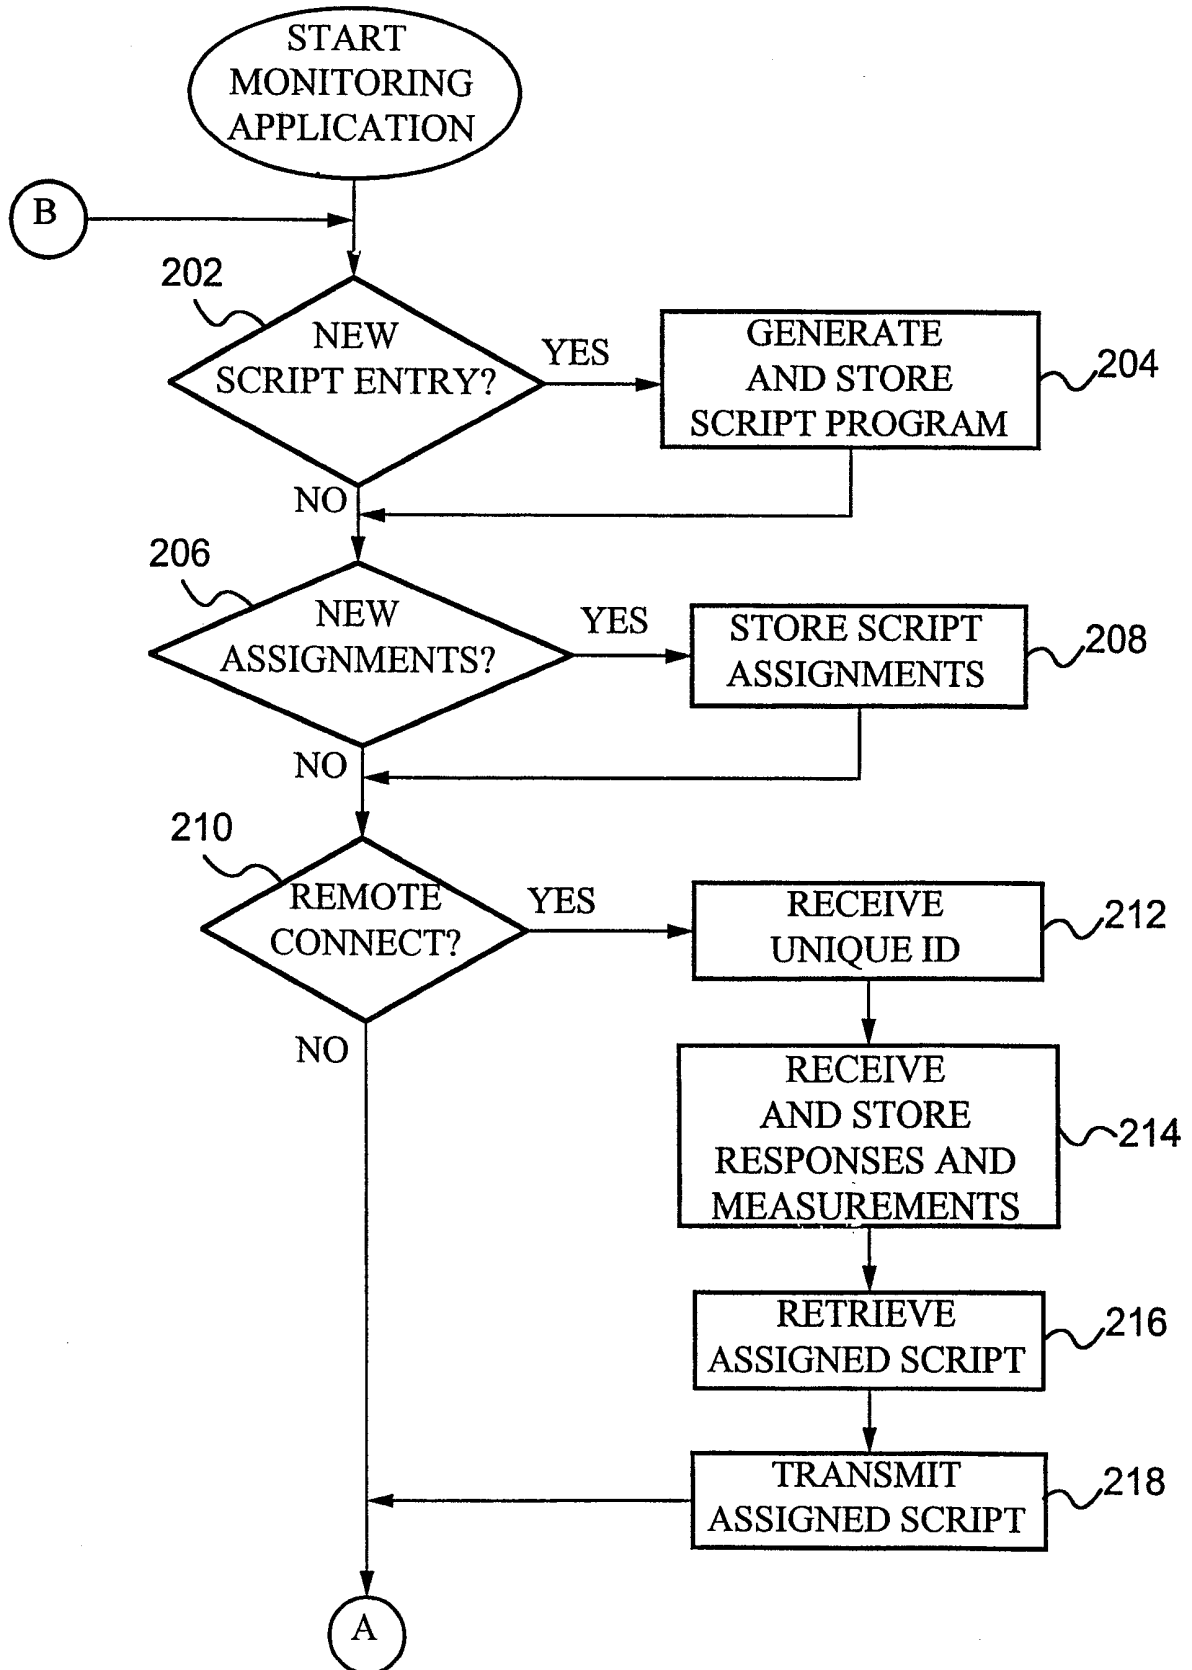 START
MONITORING
APPLICATION
B
202
NEW
SCRIPT ENTRY?
YES
GENERATE
AND STORE
SCRIPT PROGRAM
204
NO
206
NEW
ASSIGNMENTS?
YES
STORE SCRIPT
ASSIGNMENTS
208
NO
210
REMOTE
CONNECT?
YES
RECEIVE
UNIQUE ID
212
NO
RECEIVE
AND STORE
RESPONSES AND
MEASUREMENTS
214
RETRIEVE
ASSIGNED SCRIPT
216
TRANSMIT
ASSIGNED SCRIPT
218
A